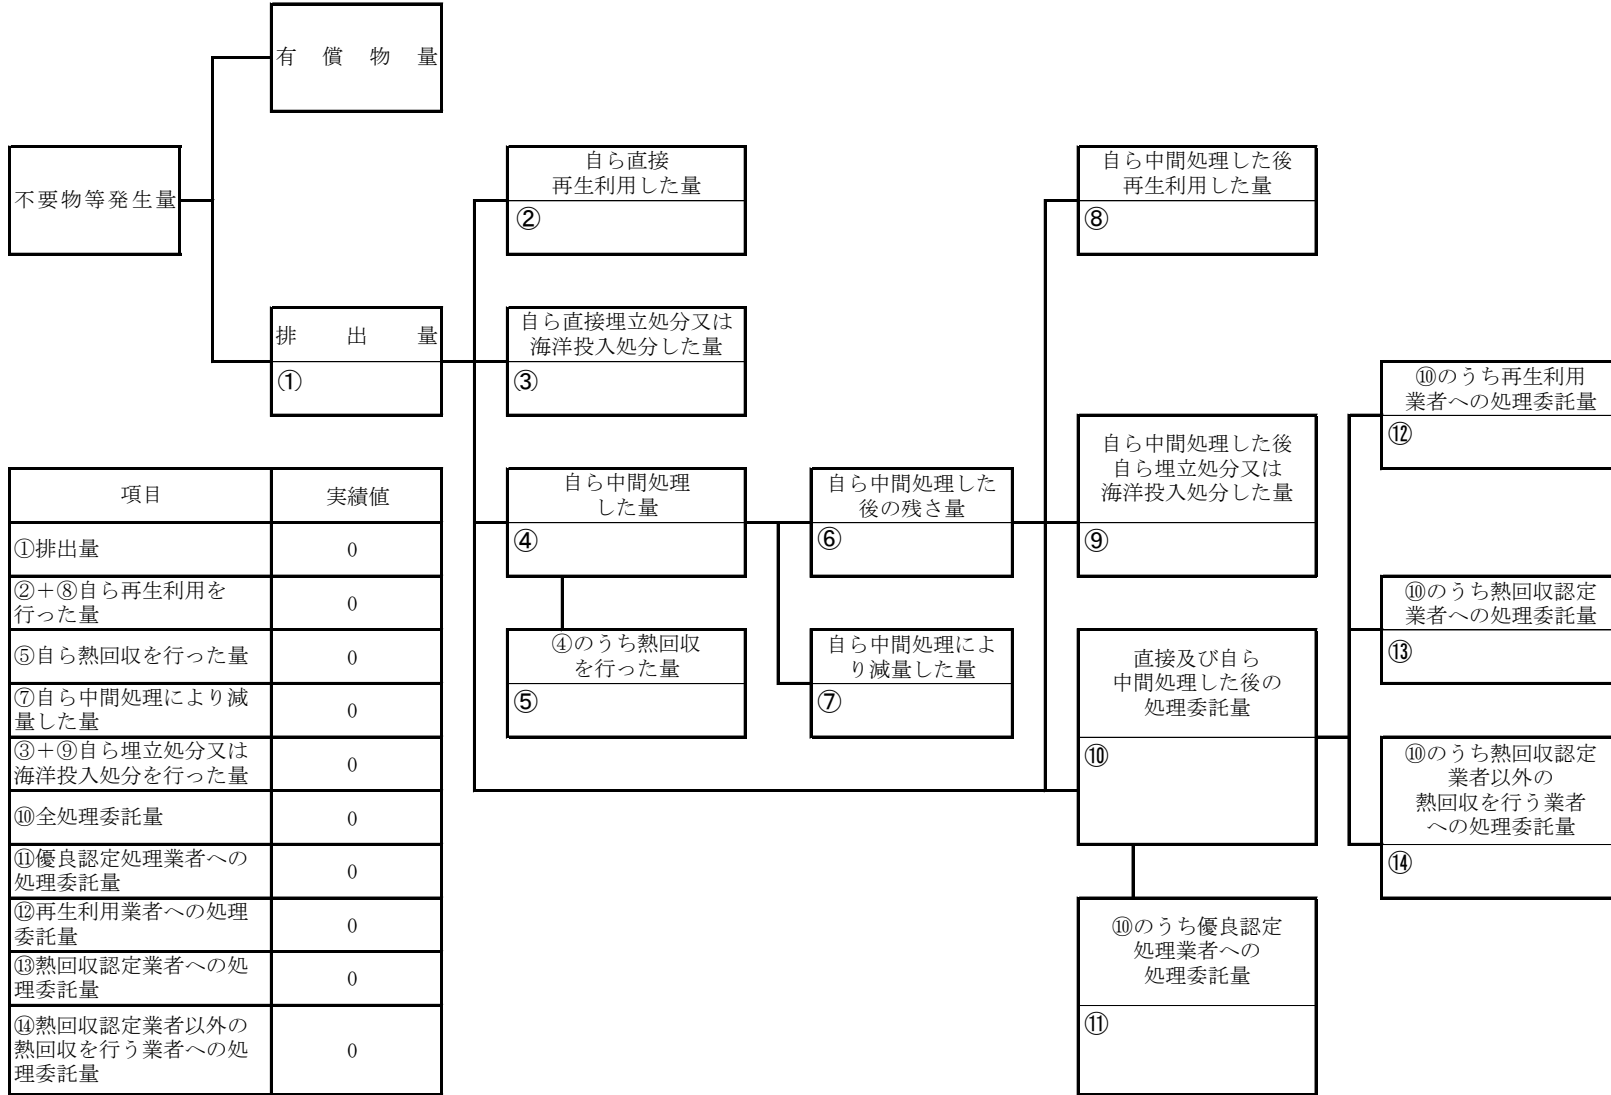 有償物量
不要物等発生量
排出量
①
自ら直接
再生利用した量
②
自ら直接埋立処分又は
海洋投入処分した量
③
自ら中間処理
した量
④
④のうち熱回収
を行った量
⑤
自ら中間処理した
後の残さ量
⑥
自ら中間処理によ
り減量した量
⑦
自ら中間処理した後
再生利用した量
⑧
自ら中間処理した後
自ら埋立処分又は
海洋投入処分した量
⑨
直接及び自ら
中間処理した後の
処理委託量
⑩
⑩のうち優良認定
処理業者への
処理委託量
⑪
⑩のうち再生利用
業者への処理委託量
⑫
⑩のうち熱回収認定
業者への処理委託量
⑬
⑩のうち熱回収認定
業者以外の
熱回収を行う業者
への処理委託量
⑭
項目 実績値
①排出量 0
②+⑧自ら再生利用を
行った量 0
⑤自ら熱回収を行った量 0
⑦自ら中間処理により減
量した量 0
③+⑨自ら埋立処分又は
海洋投入処分を行った量 0
⑩全処理委託量 0
⑪優良認定処理業者への
処理委託量 0
⑫再生利用業者への処理
委託量 0
⑬熱回収認定業者への処
理委託量 0
⑭熱回収認定業者以外の
熱回収を行う業者への処 0
理委託量